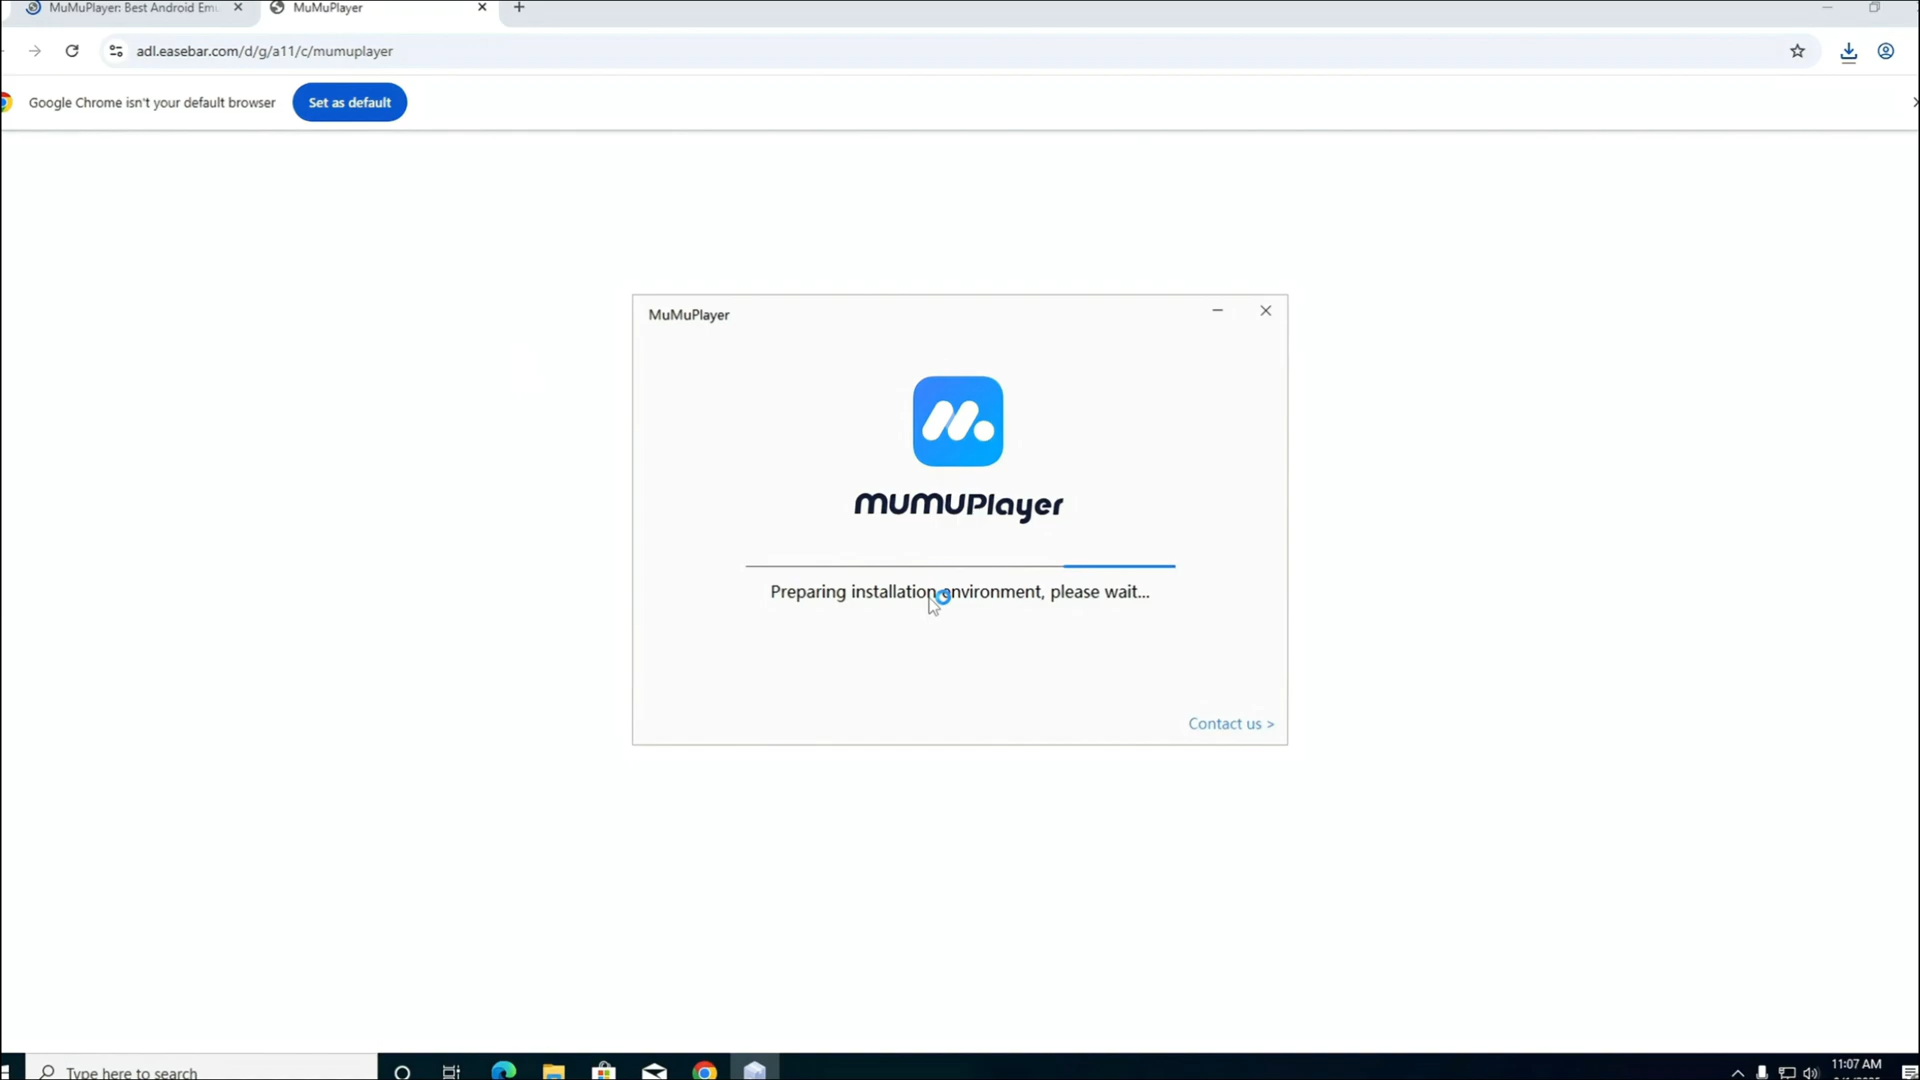 MuMuPlayer: Best Android Emu
MuMuPlayer
adl.easebar.com/d/g/a11/c/mumuplayer
Google Chrome isn't your default browser
Set as default
MuMuPlayer
mumuPlayer
Preparing installation environment, please wait...
Contact us >
Type here to search
11:07 AM